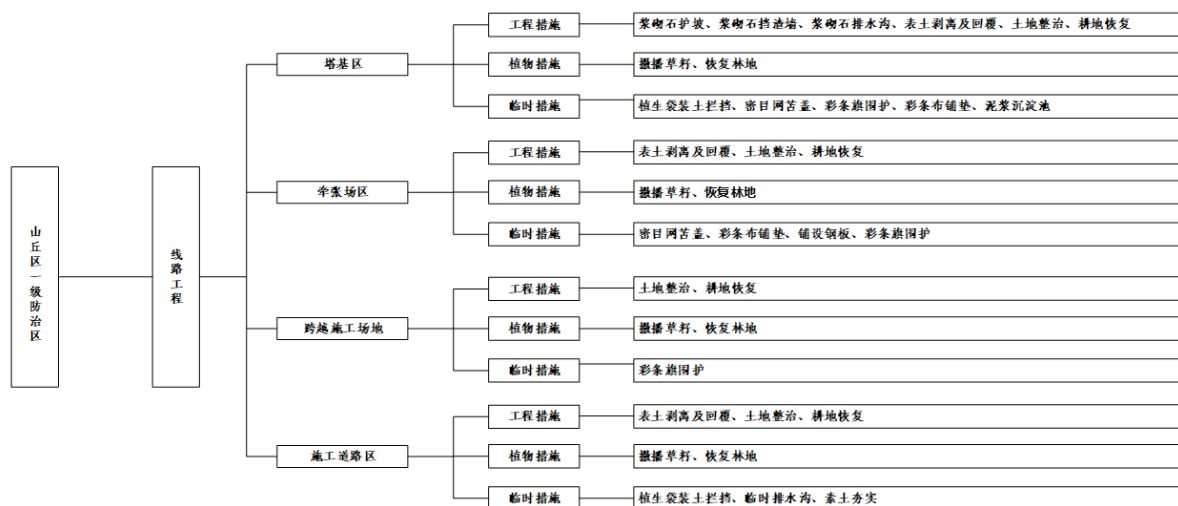 山丘区一级防治区
线路工程
塔基区
工程措施
浆砌石护坡、浆砌石挡渣墙、浆砌石排水沟、表土剥离及回覆、土地整治、耕地恢复
植物措施
撒播草籽、恢复林地
临时措施
植生袋装土拦挡、密目网苫盖、彩条旗围护、彩条布铺垫、泥浆沉淀池
牵张场区
工程措施
表土剥离及回覆、土地整治、耕地恢复
植物措施
撒播草籽、恢复林地
临时措施
密目网苫盖、彩条布铺垫、铺设钢板、彩条旗围护
跨越施工场地
工程措施
土地整治、耕地恢复
植物措施
撒播草籽、恢复林地
临时措施
彩条旗围护
施工道路区
工程措施
表土剥离及回覆、土地整治、耕地恢复
植物措施
撒播草籽、恢复林地
临时措施
植生袋装土拦挡、临时排水沟、素土夯实